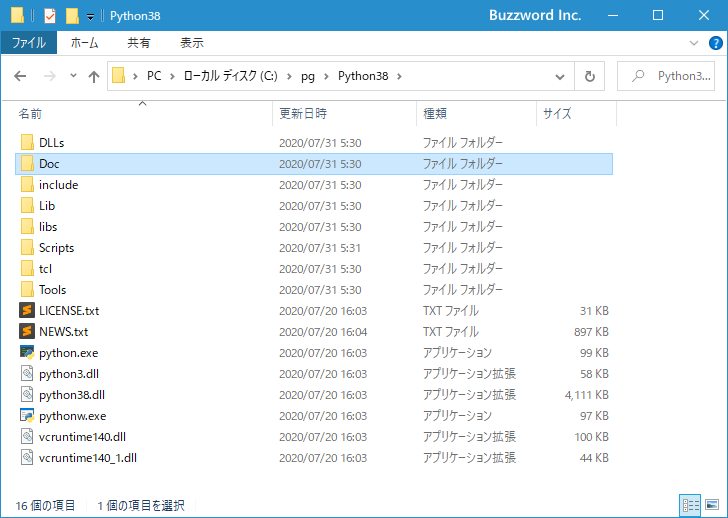 Python38 Buzzword Inc.
ファイル ホーム 共有 表示
PC ローカル ディスク (C:) pg Python38 Python3...
名前 更新日時 種類 サイズ
DLLs 2020/07/31 5:30 ファイル フォルダー
Doc 2020/07/31 5:30 ファイル フォルダー
include 2020/07/31 5:30 ファイル フォルダー
Lib 2020/07/31 5:30 ファイル フォルダー
libs 2020/07/31 5:30 ファイル フォルダー
Scripts 2020/07/31 5:31 ファイル フォルダー
tcl 2020/07/31 5:30 ファイル フォルダー
Tools 2020/07/31 5:30 ファイル フォルダー
LICENSE.txt 2020/07/20 16:03 TXT ファイル 31 KB
NEWS.txt 2020/07/20 16:04 TXT ファイル 897 KB
python.exe 2020/07/20 16:03 アプリケーション 99 KB
python3.dll 2020/07/20 16:03 アプリケーション拡張 58 KB
python38.dll 2020/07/20 16:03 アプリケーション拡張 4,111 KB
pythonw.exe 2020/07/20 16:03 アプリケーション 97 KB
vcruntime140.dll 2020/07/20 16:03 アプリケーション拡張 100 KB
vcruntime140_1.dll 2020/07/20 16:03 アプリケーション拡張 44 KB
16 個の項目 1 個の項目を選択